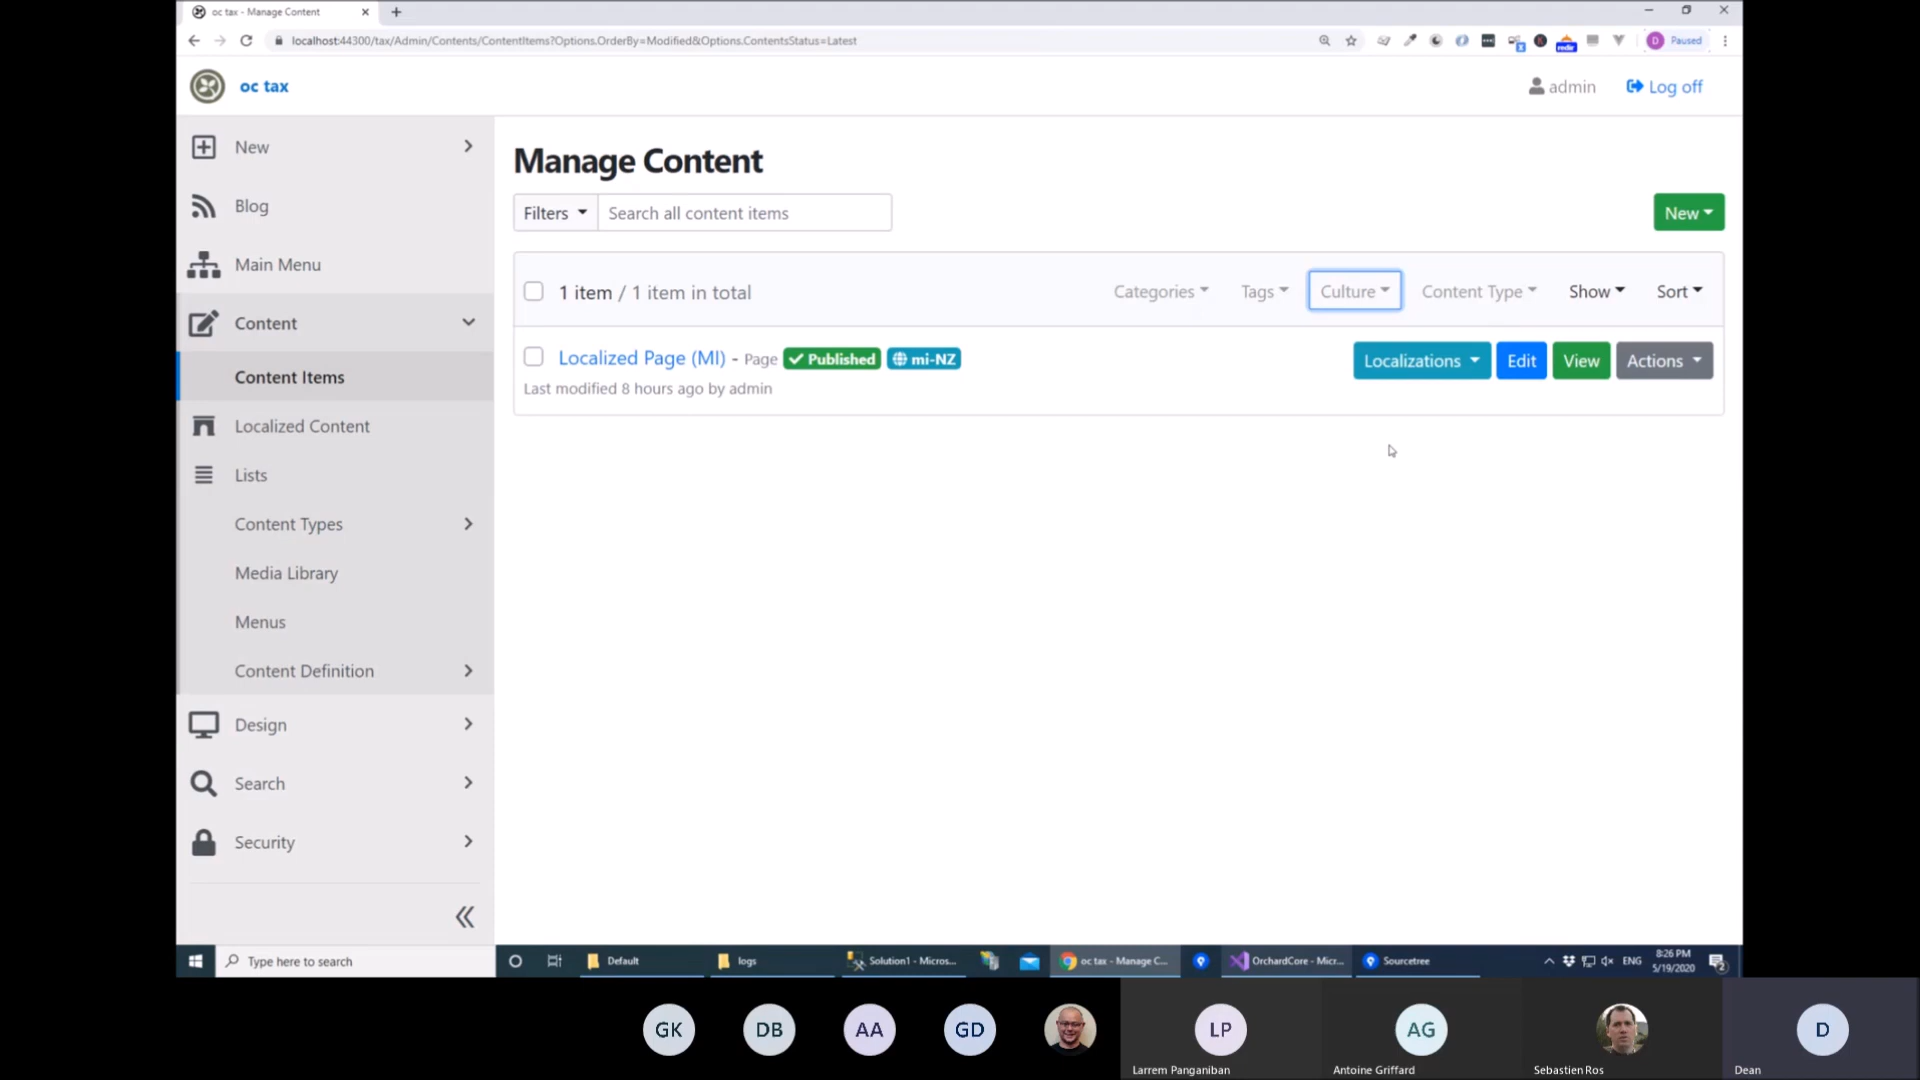 oc tax - Manage Content
localhost:44300/tax/Admin/Contents/ContentItems?Options.OrderBy=Modified&Options.ContentsStatus=Latest
D Paused
oc tax
admin
Log off
New
Blog
Main Menu
Content
Content Items
Localized Content
Lists
Content Types
Media Library
Menus
Content Definition
Design
Search
Security
Manage Content
Filters
Search all content items
New
1 item / 1 item in total
Categories
Tags
Culture
Content Type
Show
Sort
Localized Page (MI) - Page Published mi-NZ
Localizations
Edit
View
Actions
Last modified 8 hours ago by admin
Type here to search
Default
logs
Solution1 - Micros...
oc tax - Manage C...
OrchardCore - Micr...
Sourcetree
ENG
8:26 PM
5/19/2020
2
GK
DB
AA
GD
LP
AG
D
Larrem Panganiban
Antoine Griffard
Sebastien Ros
Dean